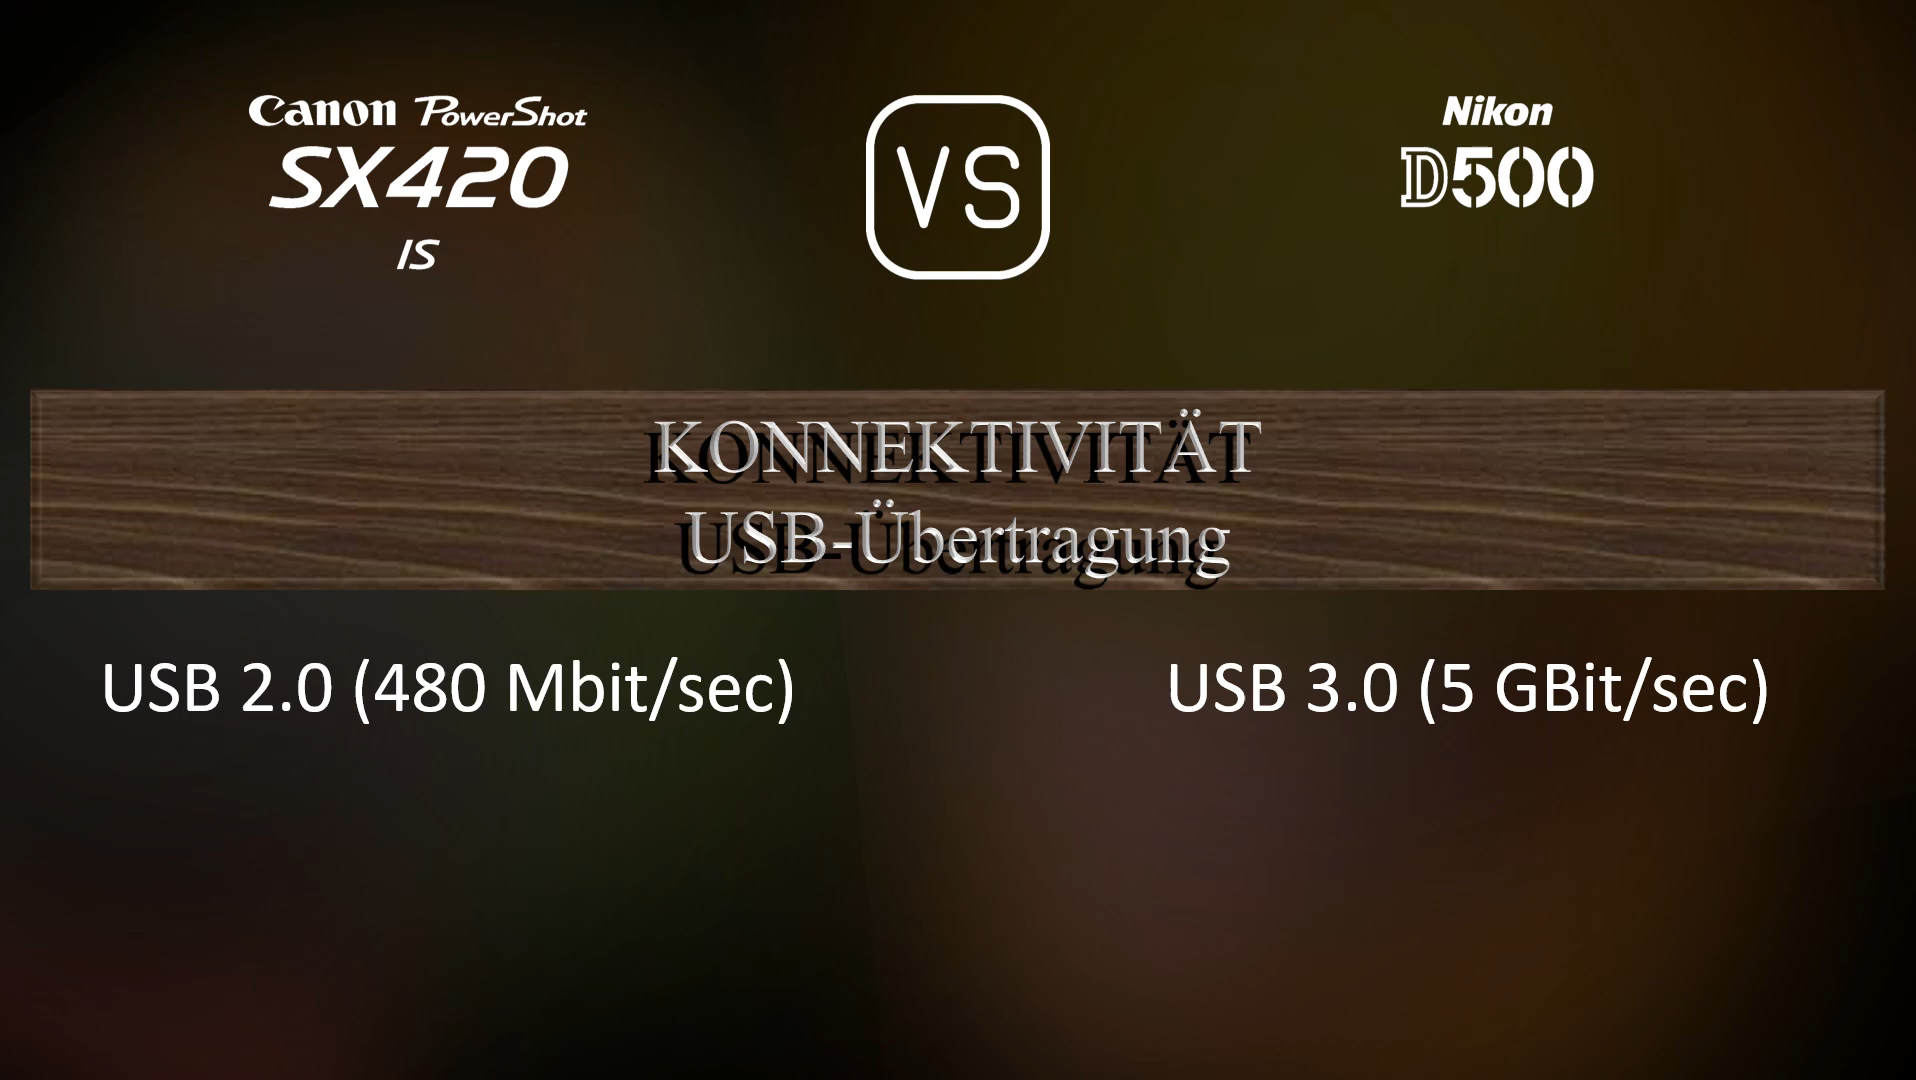 Canon PowerShot
SX420
IS
VS
Nikon
D500
KONNEKTIVITÄT
USB-Übertragung
USB 2.0 (480 Mbit/sec)
USB 3.0 (5 GBit/sec)